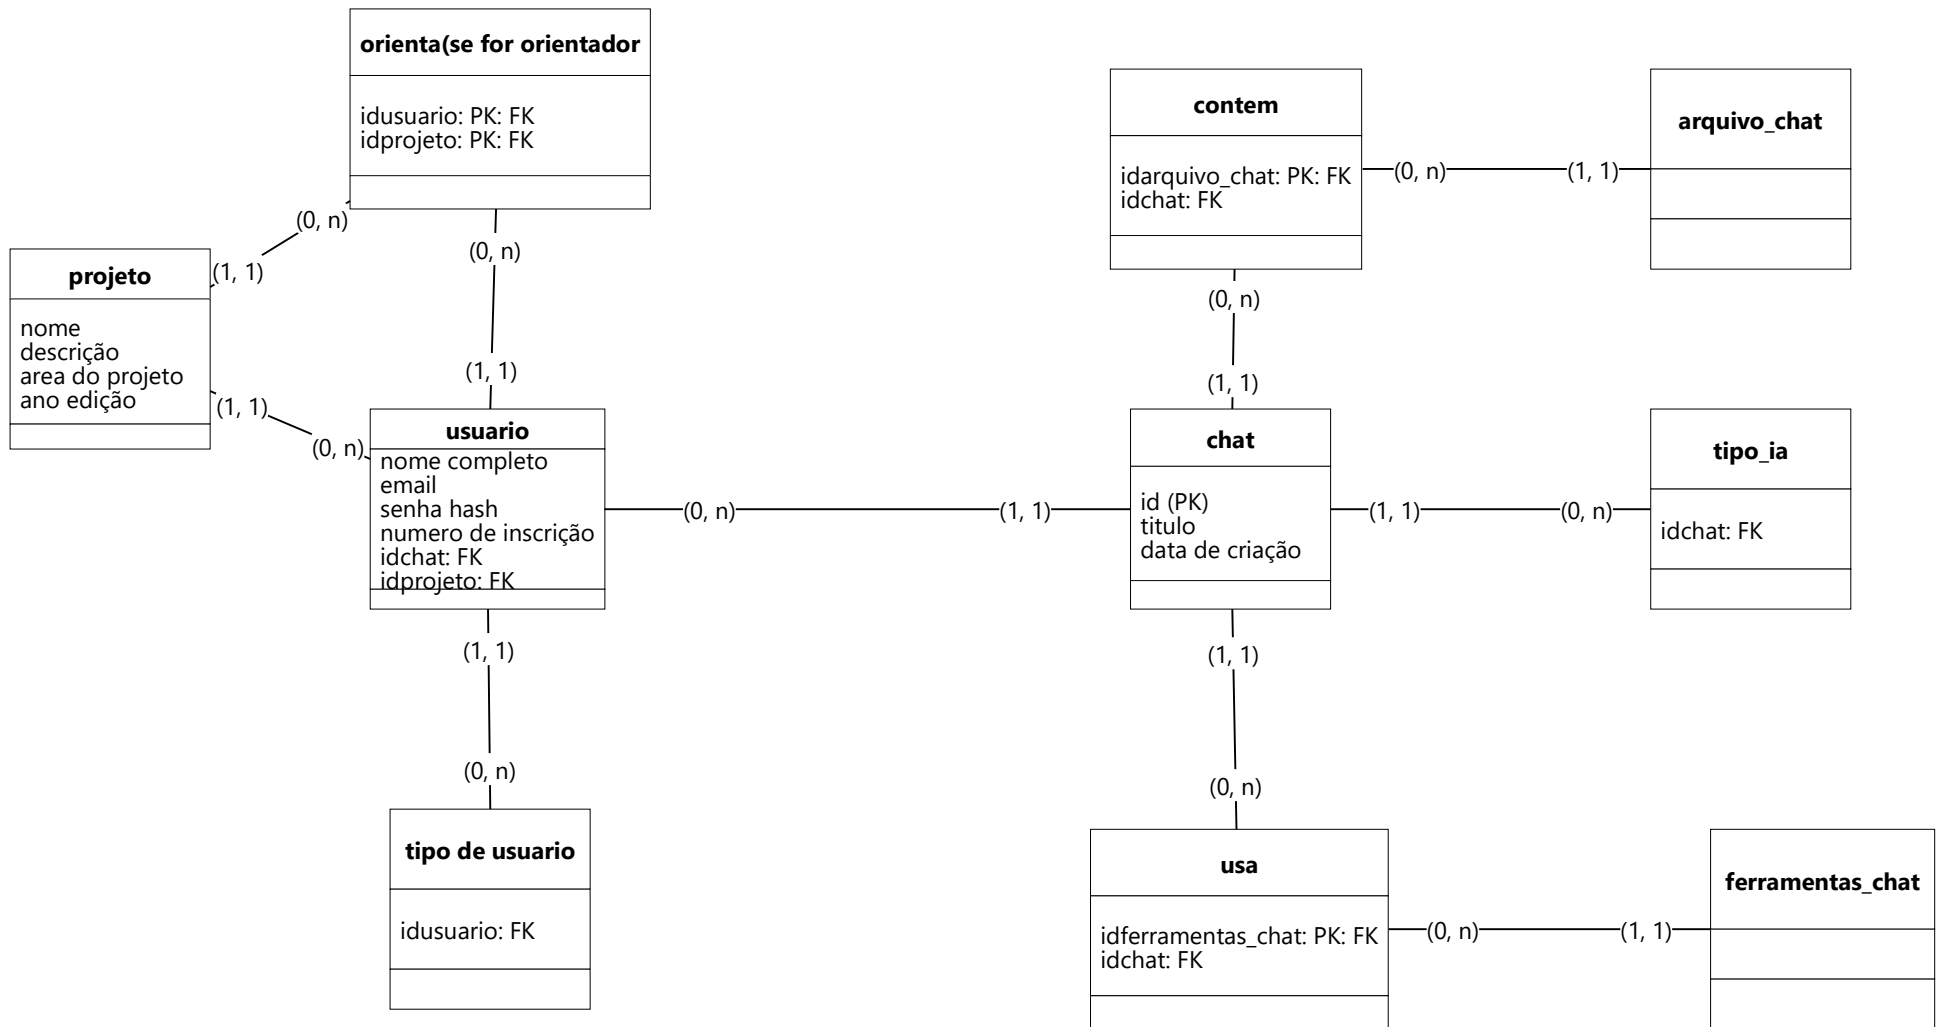 orienta(se for orientador
idusuario: PK: FK
idprojeto: PK: FK
(0, n)
(0, n)
(1, 1)
projeto
nome
descrição
area do projeto
ano edição
(1, 1)
(1, 1)
(0, n)
usuario
nome completo
email
senha hash
numero de inscrição
idchat: FK
idprojeto: FK
(0, n)
(1, 1)
(1, 1)
(0, n)
tipo de usuario
idusuario: FK
contem
idarquivo_chat: PK: FK
idchat: FK
(0, n)
(1, 1)
arquivo_chat
(0, n)
(1, 1)
chat
id (PK)
titulo
data de criação
(1, 1)
(0, n)
tipo_ia
idchat: FK
(1, 1)
(0, n)
usa
idferramentas_chat: PK: FK
idchat: FK
(0, n)
(1, 1)
ferramentas_chat